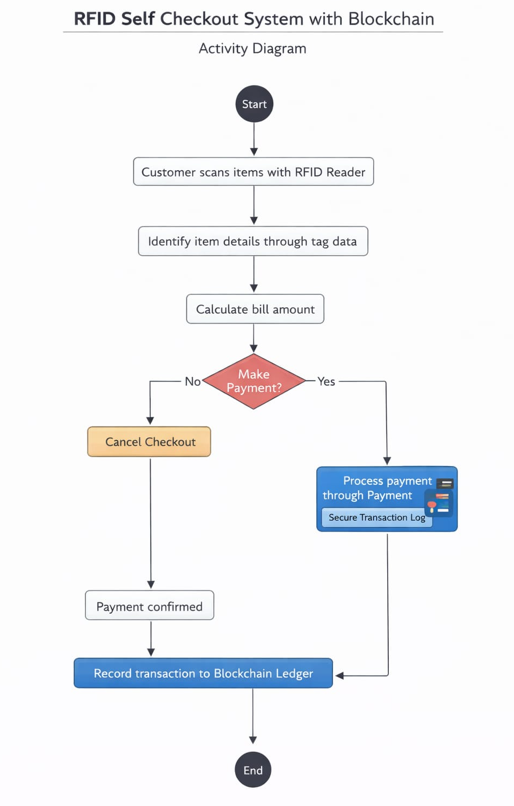 RFID Self Checkout System with Blockchain
Activity Diagram
Start
Customer scans items with RFID Reader
Identify item details through tag data
Calculate bill amount
Make
Payment?
No
Yes
Cancel Checkout
Process payment
through Payment
Secure Transaction Log
Payment confirmed
Record transaction to Blockchain Ledger
End